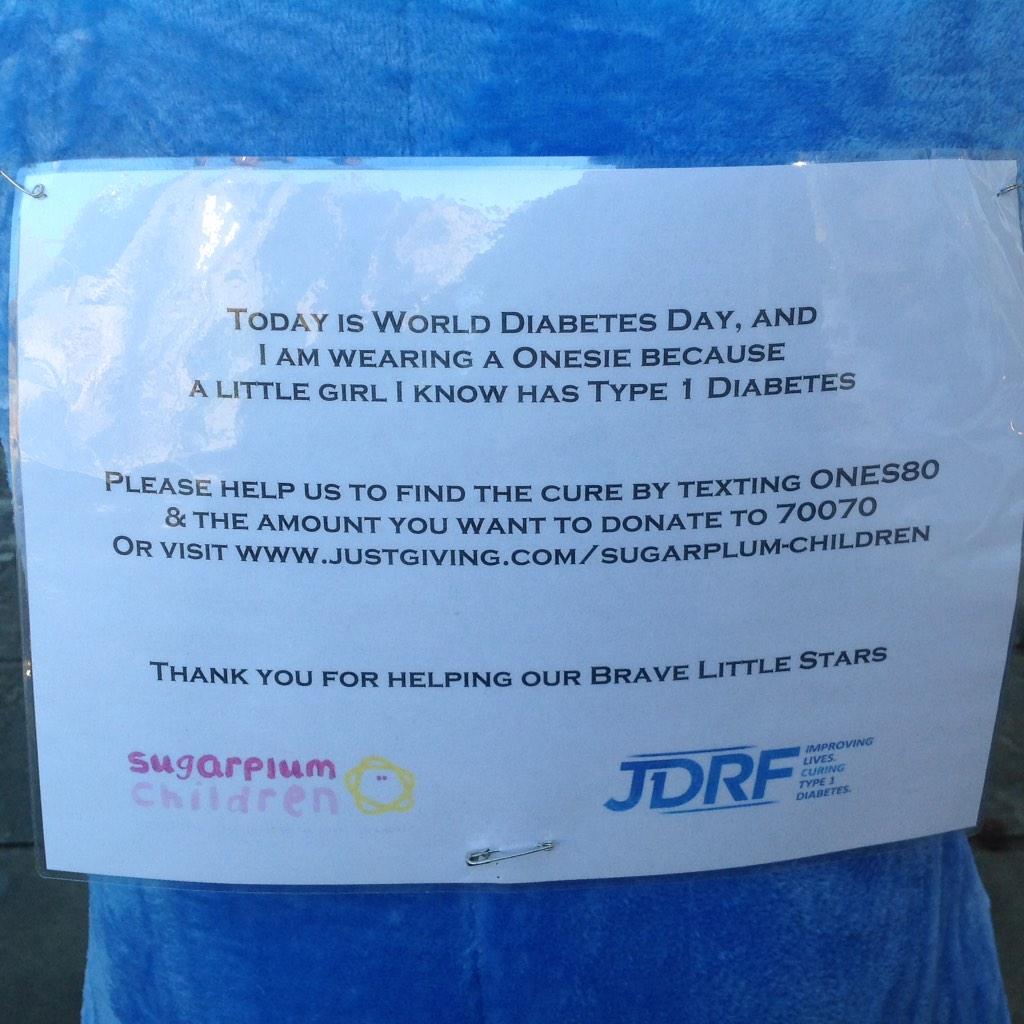 TODAY IS WORLD DIABETES DAY, AND
I AM WEARING A ONESIE BECAUSE
A LITTLE GIRL I KNOW HAS TYPE 1 DIABETES
PLEASE HELP US TO FIND THE CURE BY TEXTING ONES80
& THE AMOUNT YOU WANT TO DONATE TO 70070
OR VISIT WWW.JUSTGIVING.COM/SUGARPLUM-CHILDREN
THANK YOU FOR HELPING OUR BRAVE LITTLE STARS
sugarplum
children
JDRF
IMPROVING
LIVES.
CURING
TYPE 1
DIABETES.